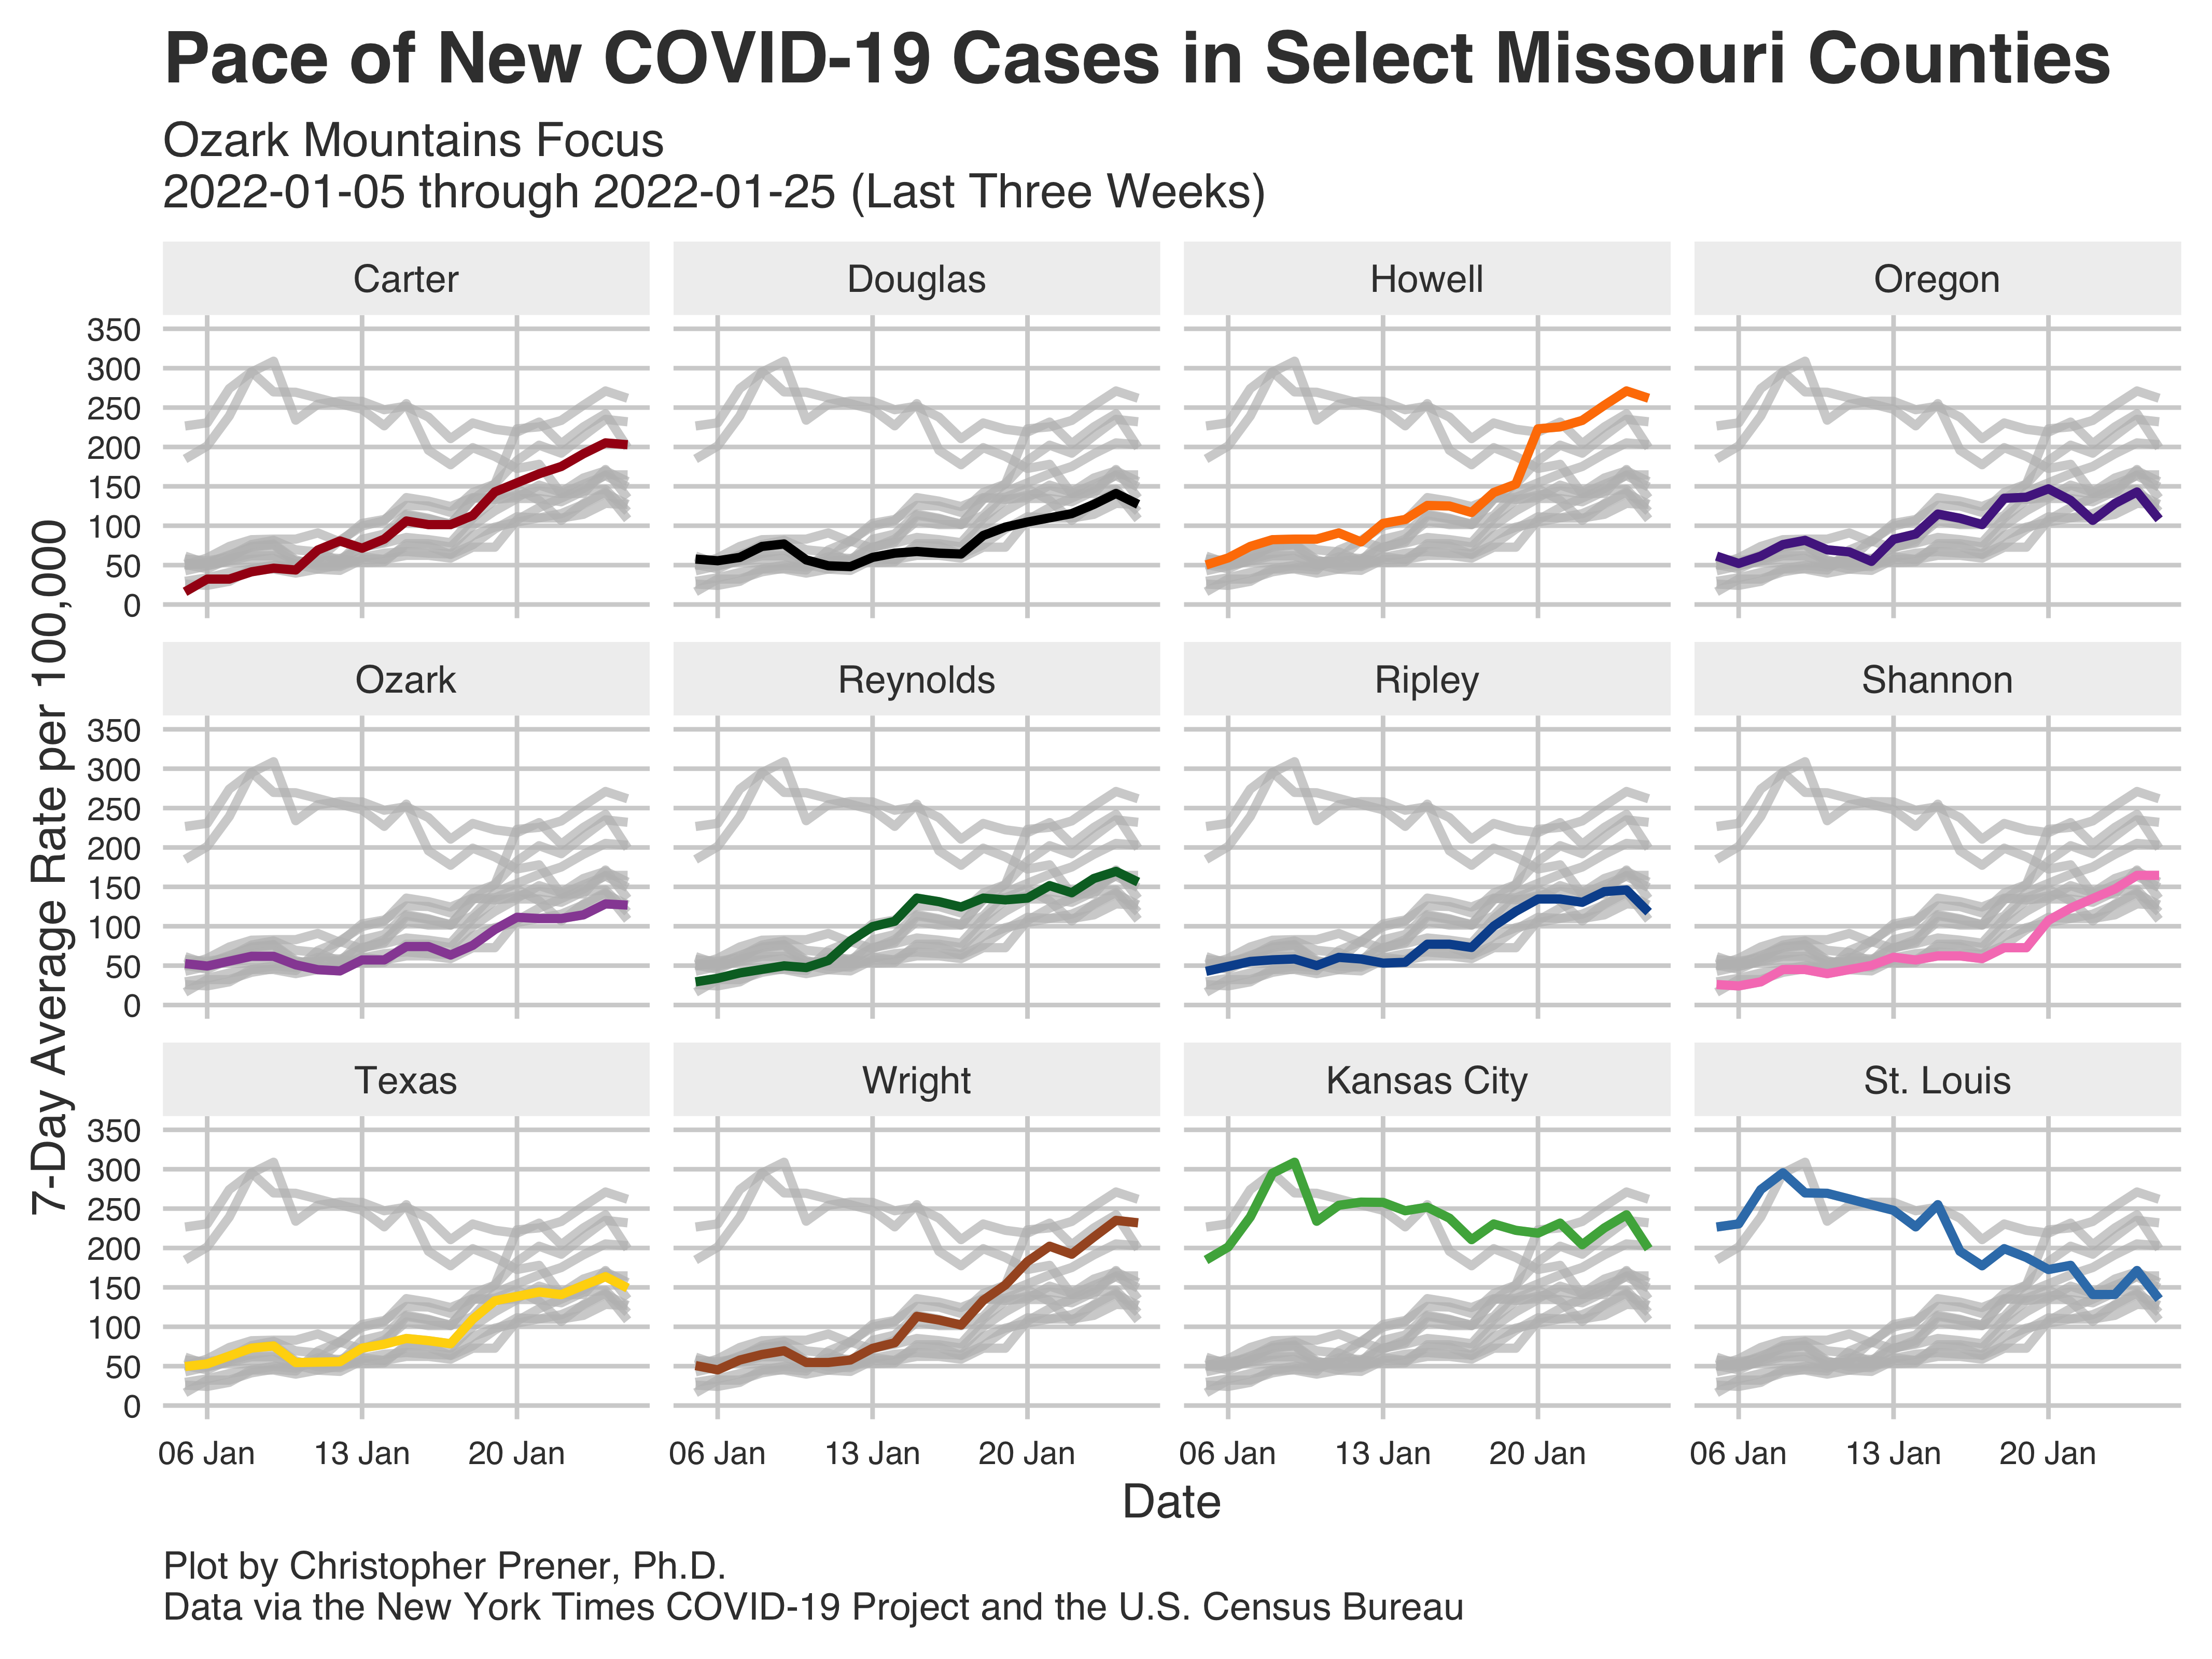 Pace of New COVID-19 Cases in Select Missouri Counties
Ozark Mountains Focus
2022-01-05 through 2022-01-25 (Last Three Weeks)
7-Day Average Rate per 100,000
Carter
Douglas
Howell
Oregon
350
300
250
200
150
100
50
0
Ozark
Reynolds
Ripley
Shannon
350
300
250
200
150
100
50
0
Texas
Wright
Kansas City
St. Louis
350
300
250
200
150
100
50
0
06 Jan 13 Jan 20 Jan
06 Jan 13 Jan 20 Jan
06 Jan 13 Jan 20 Jan
06 Jan 13 Jan 20 Jan
Date
Plot by Christopher Prener, Ph.D.
Data via the New York Times COVID-19 Project and the U.S. Census Bureau